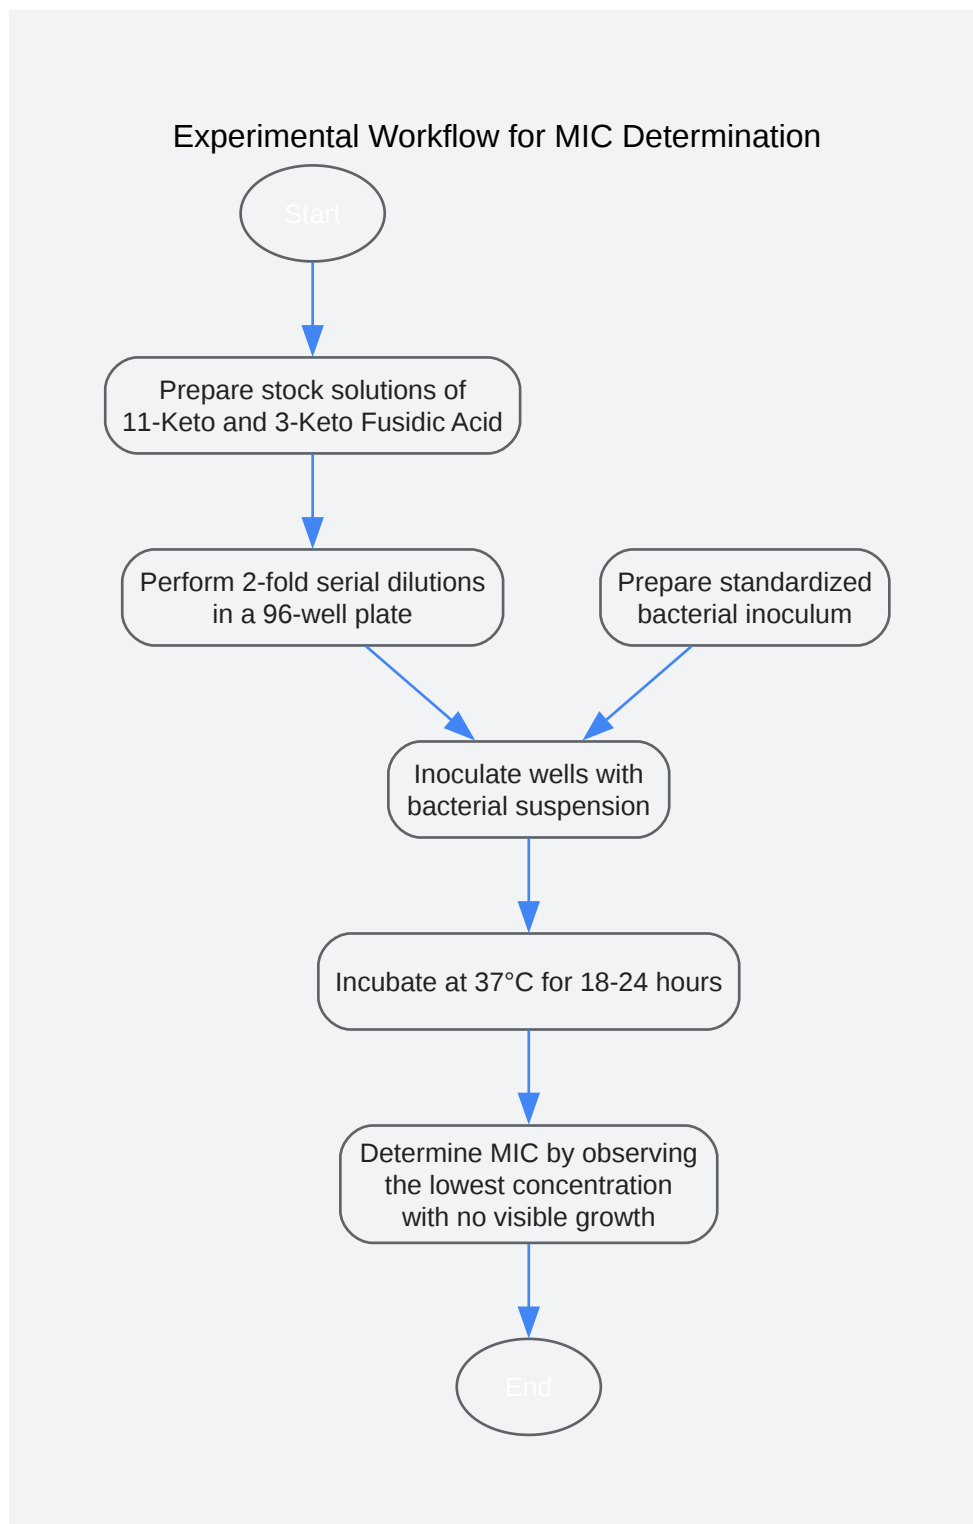 Experimental Workflow for MIC Determination
Start
Prepare stock solutions of
11-Keto and 3-Keto Fusidic Acid
Perform 2-fold serial dilutions
in a 96-well plate
Prepare standardized
bacterial inoculum
Inoculate wells with
bacterial suspension
Incubate at 37°C for 18-24 hours
Determine MIC by observing
the lowest concentration
with no visible growth
End